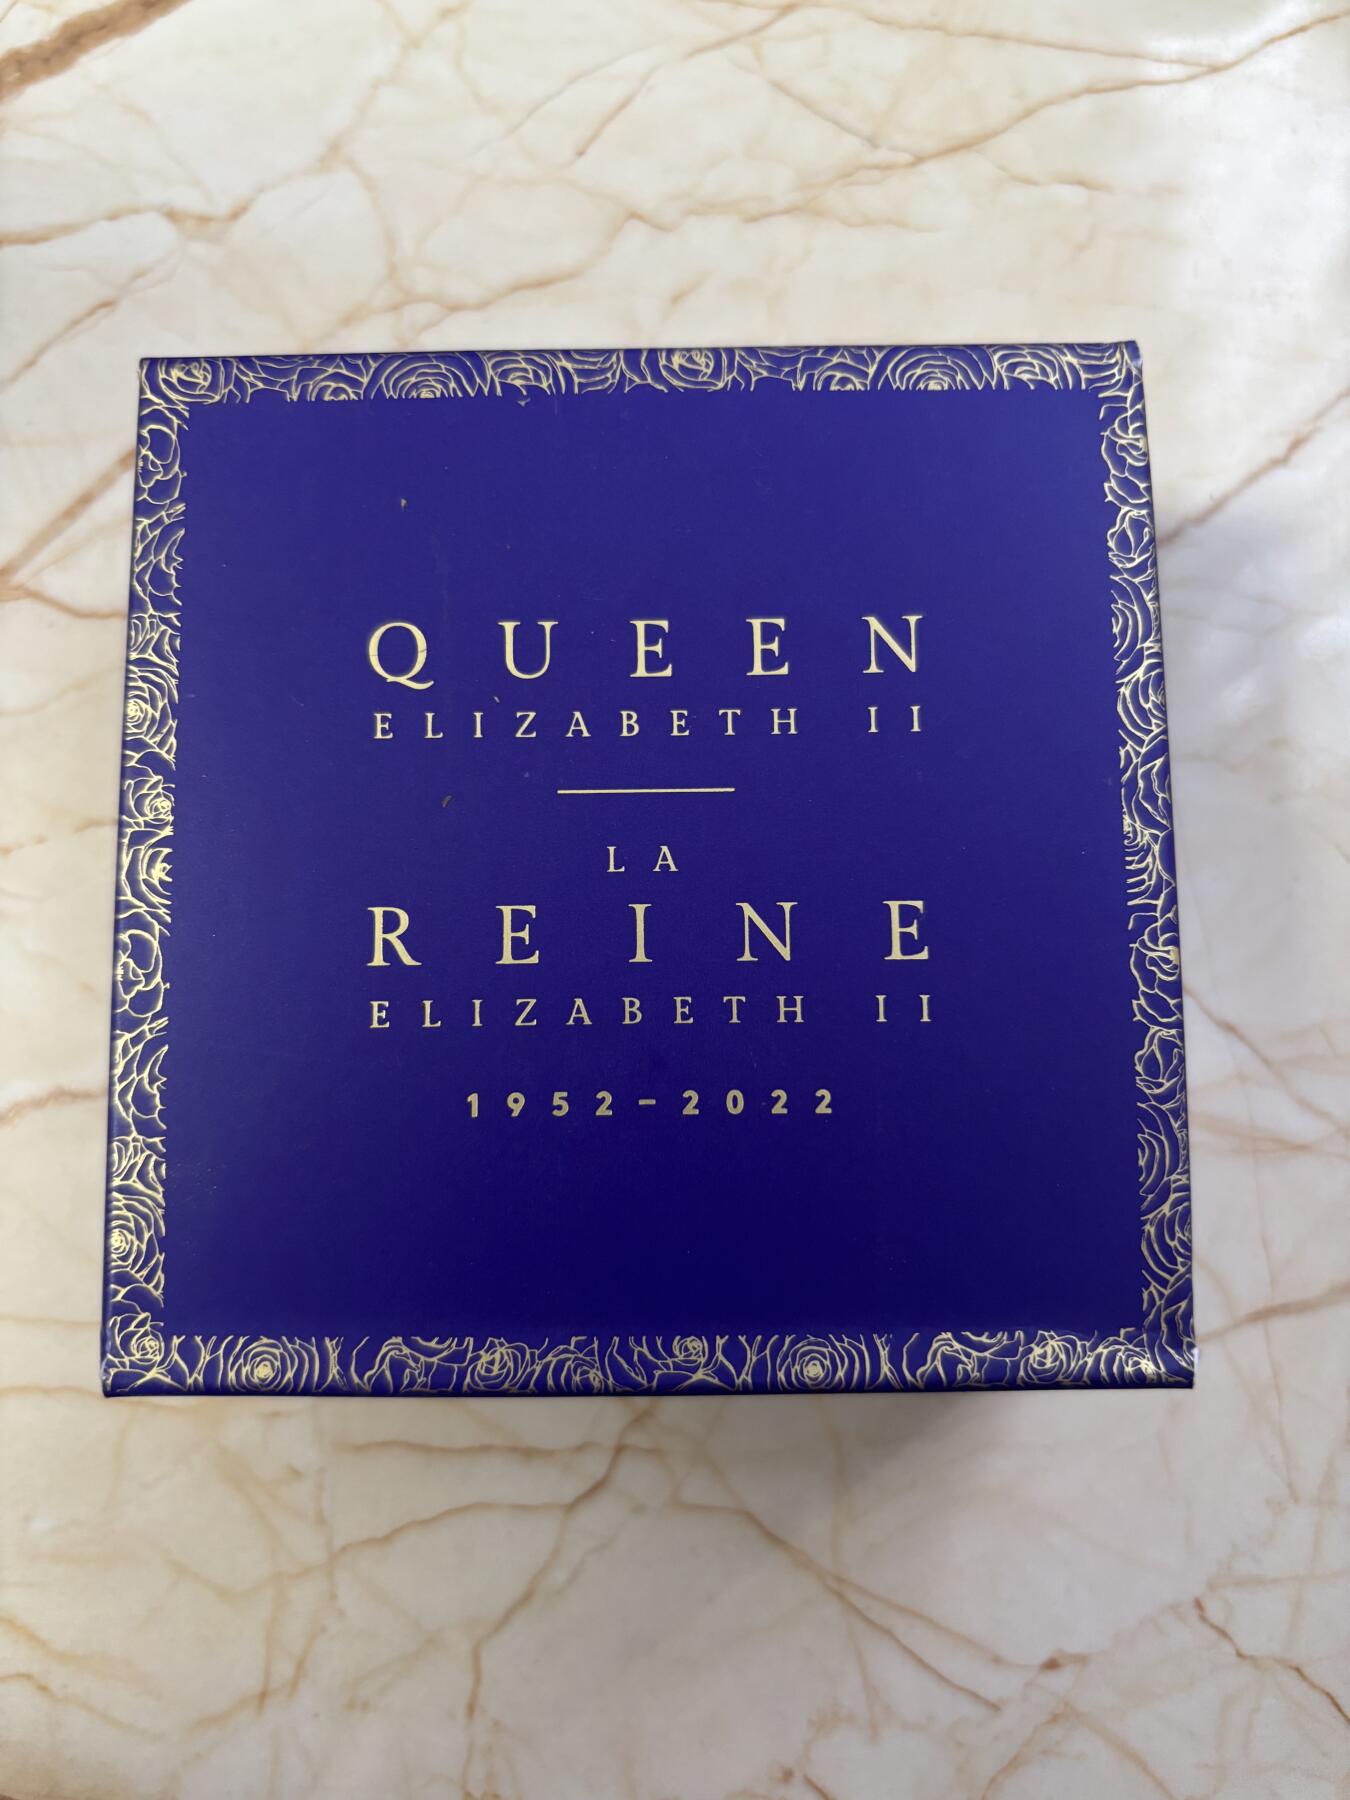 QUEEN
ELIZABETH II
LA
REINE
ELIZABETH II
1952–2022